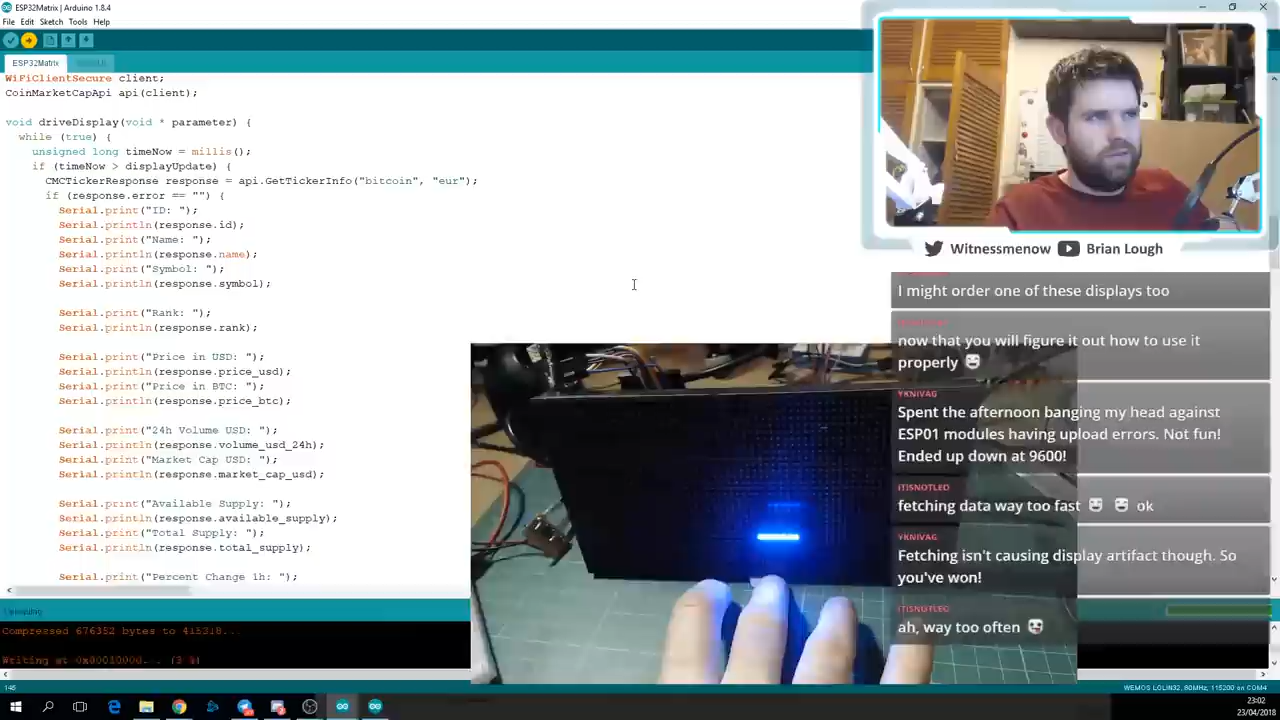 ESP32Matrix | Arduino 1.8.4
File Edit Sketch Tools Help
ESP32Matrix
WiFiClientSecure client;
CoinMarketCapApi api(client);
void driveDisplay(void * parameter) {
while (true) {
unsigned long timeNow = millis();
if (timeNow > displayUpdate) {
CMCTickerResponse response = api.GetTickerInfo("bitcoin", "eur");
if (response.error == "") {
Serial.print("ID: ");
Serial.println(response.id);
Serial.print("Name: ");
Serial.println(response.name);
Serial.print("Symbol: ");
Serial.println(response.symbol);
Serial.print("Rank: ");
Serial.println(response.rank);
Serial.print("Price in USD: ");
Serial.println(response.price_usd);
Serial.print("Price in BTC: ");
Serial.println(response.price_btc);
Serial.print("24h Volume USD: ");
Serial.println(response.volume_usd_24h);
Serial.print("Market Cap USD: ");
Serial.println(response.market_cap_usd);
Serial.print("Available Supply: ");
Serial.println(response.available_supply);
Serial.print("Total Supply: ");
Serial.println(response.total_supply);
Serial.print("Percent Change 1h: ");
Compressed 676352 bytes to 415318...
Writing at 0x00010000... (3 %)
146
WEMOS LOLIN32, 80MHz, 115200 on COM4
23:02
23/04/2018
Witnessmenow Brian Lough
I might order one of these displays too
now that you will figure it out how to use it
properly
YKNIVAG
Spent the afternoon banging my head against
ESP01 modules having upload errors. Not fun!
Ended up down at 9600!
ITISNOTLEO
fetching data way too fast ok
YKNIVAG
Fetching isn't causing display artifact though. So
you've won!
ITISNOTLEO
ah, way too often